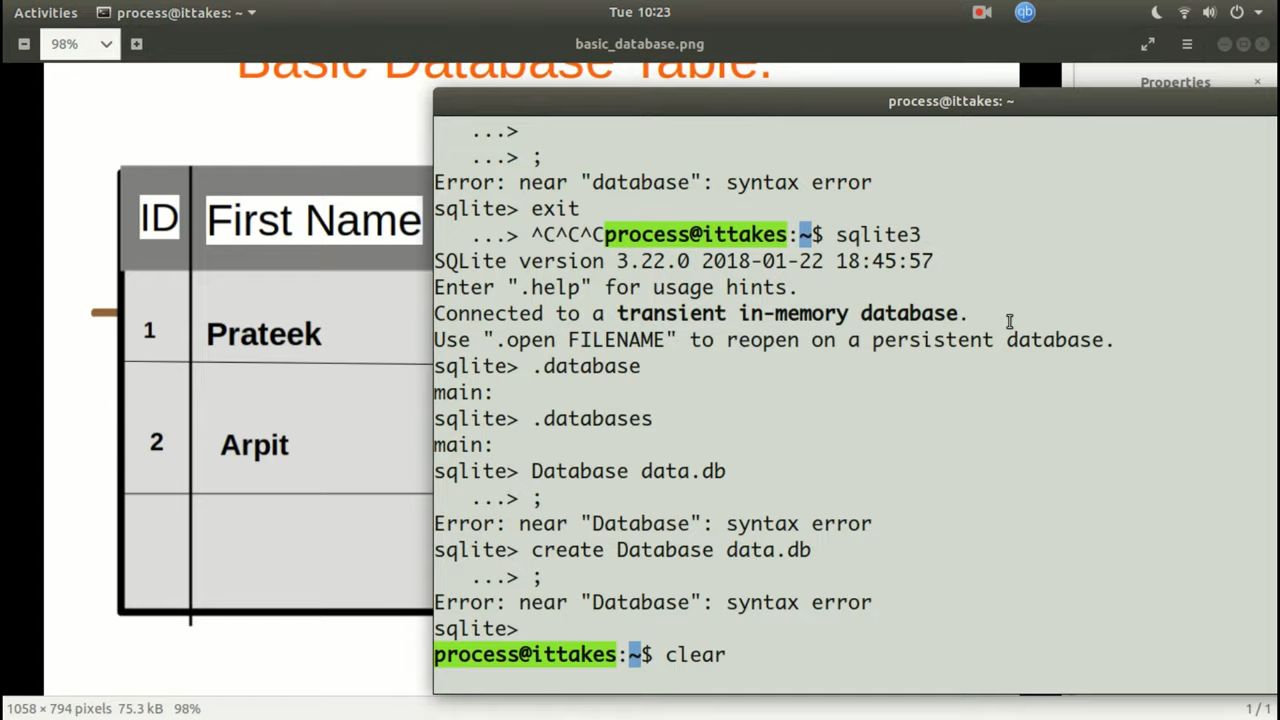 Activities process@ittakes: ~ Tue 10:23 qb
98% basic_database.png
Basic Database Table.
Properties ×
process@ittakes: ~
ID First Name
1 Prateek
2 Arpit
...>
...> ;
Error: near "database": syntax error
sqlite> exit
...> ^C^C^Cprocess@ittakes:~$ sqlite3
SQLite version 3.22.0 2018-01-22 18:45:57
Enter ".help" for usage hints.
Connected to a transient in-memory database.
Use ".open FILENAME" to reopen on a persistent database.
sqlite> .database
main:
sqlite> .databases
main:
sqlite> Database data.db
...> ;
Error: near "Database": syntax error
sqlite> create Database data.db
...> ;
Error: near "Database": syntax error
sqlite>
process@ittakes:~$ clear
1058 × 794 pixels 75.3 kB 98% 1 / 1